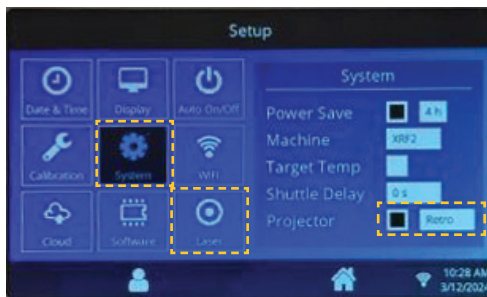 Setup
Date & Time
Display
Auto On/Off
Calibration
System
WIFI
Cloud
Software
Laser
System
Power Save
4 h
Machine
XRF2
Target Temp
Shuttle Delay
0 s
Projector
Retro
10:28 AM
3/12/2024